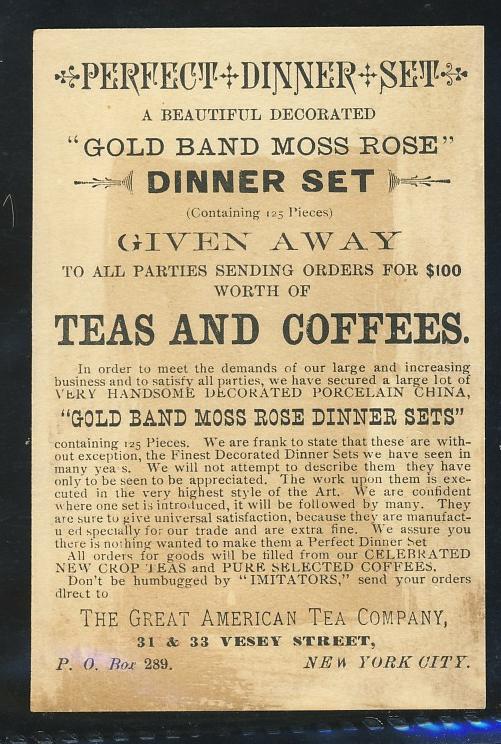 PERFECT DINNER SET
A BEAUTIFUL DECORATED
"GOLD BAND MOSS ROSE"
DINNER SET
(Containing 125 Pieces)
GIVEN AWAY
TO ALL PARTIES SENDING ORDERS FOR $100
WORTH OF
TEAS AND COFFEES.
In order to meet the demands of our large and increasing
business and to satisfy all parties, we have secured a large lot of
VERY HANDSOME DECORATED PORCELAIN CHINA,
"GOLD BAND MOSS ROSE DINNER SETS"
containing 125 Pieces. We are frank to state that these are with-
out exception, the Finest Decorated Dinner Sets we have seen in
many yea s. We will not attempt to describe them they have
only to be seen to be appreciated. The work upon them is exe-
cuted in the very highest style of the Art. We are confident
where one set is introduced, it will be followed by many. They
are sure to give universal satisfaction, because they are manufact-
u ed specially for our trade and are extra fine. We assure you
there is nothing wanted to make them a Perfect Dinner Set
All orders for goods will be filled from our CELEBRATED
NEW CROP TEAS and PURE SELECTED COFFEES.
Don't be humbugged by "IMITATORS," send your orders
direct to
THE GREAT AMERICAN TEA COMPANY,
31 & 33 VESEY STREET,
P. O. Box 289. NEW YORK CITY.